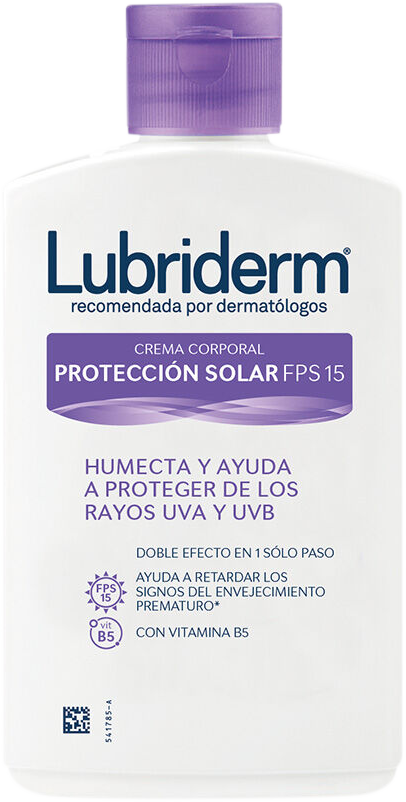 Lubriderm®
recomendada por dermatólogos
CREMA CORPORAL
PROTECCIÓN SOLAR FPS 15
HUMECTA Y AYUDA
A PROTEGER DE LOS
RAYOS UVA Y UVB
DOBLE EFECTO EN 1 SÓLO PASO
FPS
15
AYUDA A RETARDAR LOS
SIGNOS DEL ENVEJECIMIENTO
PREMATURO*
vit
B5
CON VITAMINA B5
541785-A